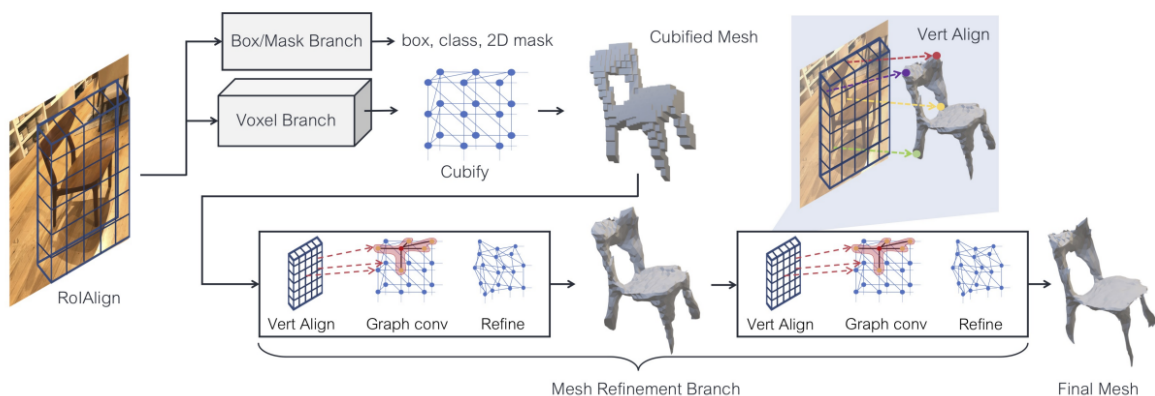 Box/Mask Branch
box, class, 2D mask
Cubified Mesh
Vert Align
Voxel Branch
Cubify
RoIAlign
Vert Align
Graph conv
Refine
Vert Align
Graph conv
Refine
Mesh Refinement Branch
Final Mesh